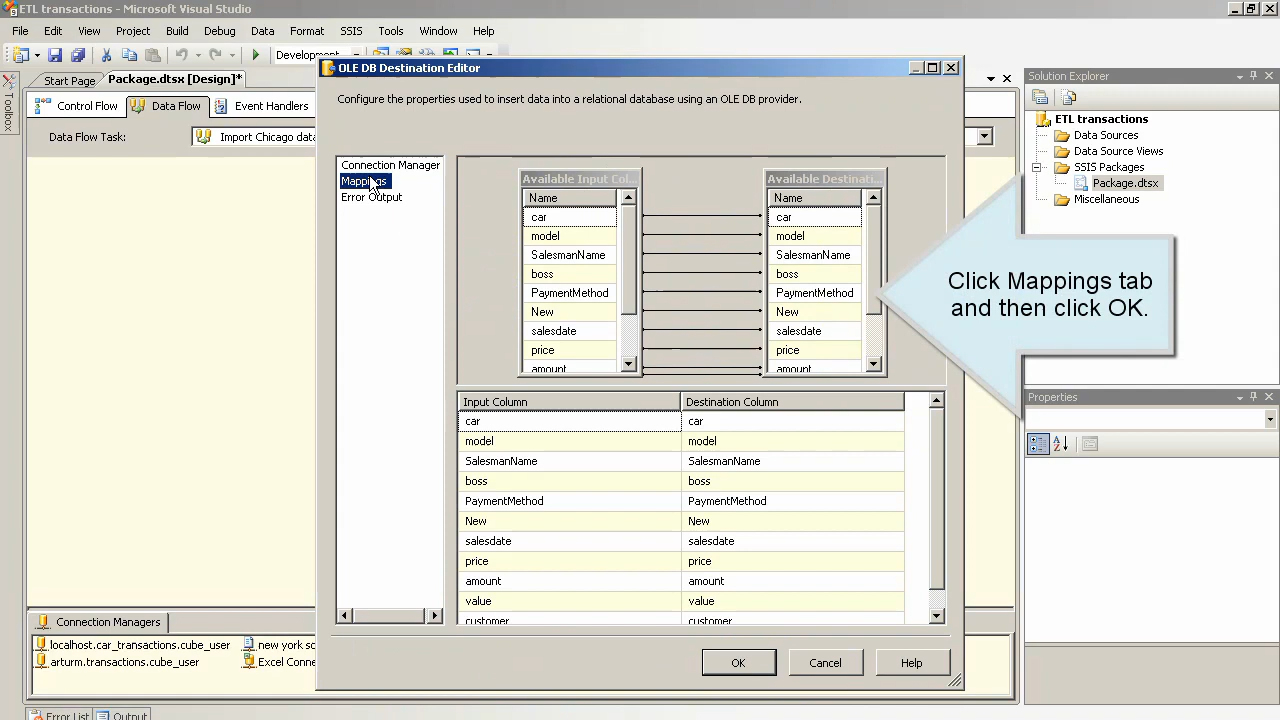 ETL transactions - Microsoft Visual Studio
File Edit View Project Build Debug Data Format SSIS Tools Window Help
Development
Toolbox
Start Page Package.dtsx [Design]*
Control Flow Data Flow Event Handlers
Data Flow Task: Import Chicago data
OLE DB Destination Editor
Configure the properties used to insert data into a relational database using an OLE DB provider.
Connection Manager
Mappings
Error Output
Available Input Col...
Name
car
model
SalesmanName
boss
PaymentMethod
New
salesdate
price
amount
Available Destinati...
Name
car
model
SalesmanName
boss
PaymentMethod
New
salesdate
price
amount
Input Column Destination Column
car car
model model
SalesmanName SalesmanName
boss boss
PaymentMethod PaymentMethod
New New
salesdate salesdate
price price
amount amount
value value
customer customer
OK Cancel Help
Click Mappings tab
and then click OK.
Solution Explorer
ETL transactions
Data Sources
Data Source Views
SSIS Packages
Package.dtsx
Miscellaneous
Properties
Connection Managers
localhost.car_transactions.cube_user new york
arturm.transactions.cube_user Excel
Error List Output